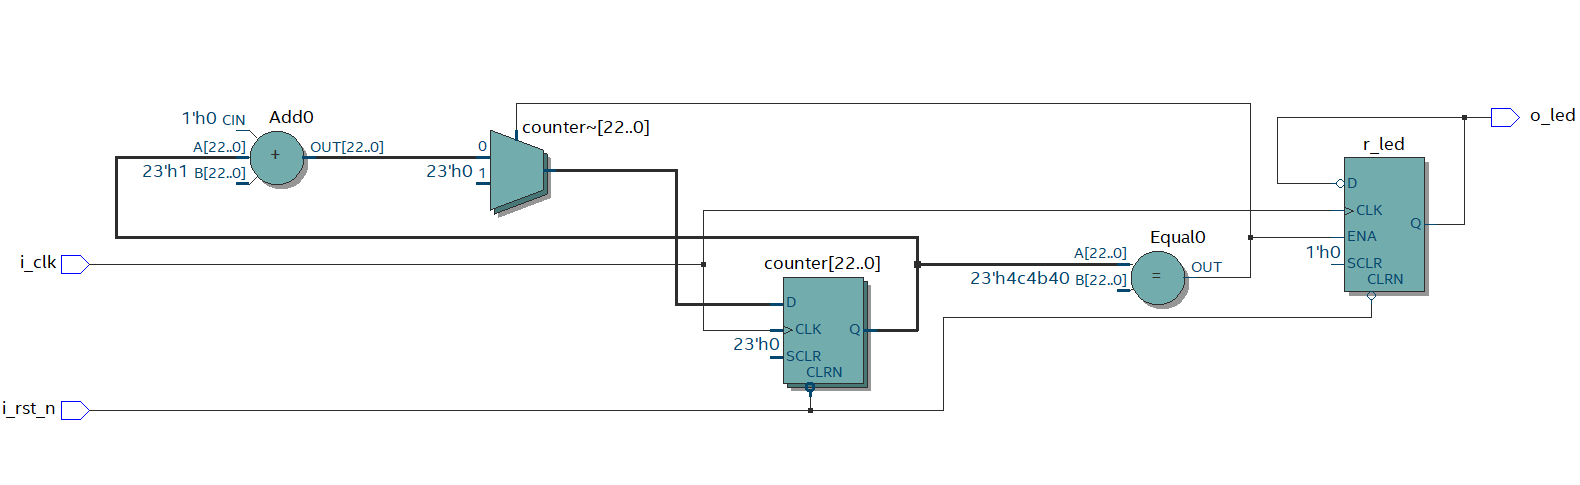 1'h0 CIN
Add0
A[22..0]
23'h1 B[22..0]
+
OUT[22..0]
counter~[22..0]
0
23'h0 1
i_clk
i_rst_n
counter[22..0]
D
CLK
Q
23'h0
SCLR
CLRN
Equal0
A[22..0]
23'h4c4b40 B[22..0]
=
OUT
r_led
D
CLK
Q
ENA
1'h0
SCLR
CLRN
o_led